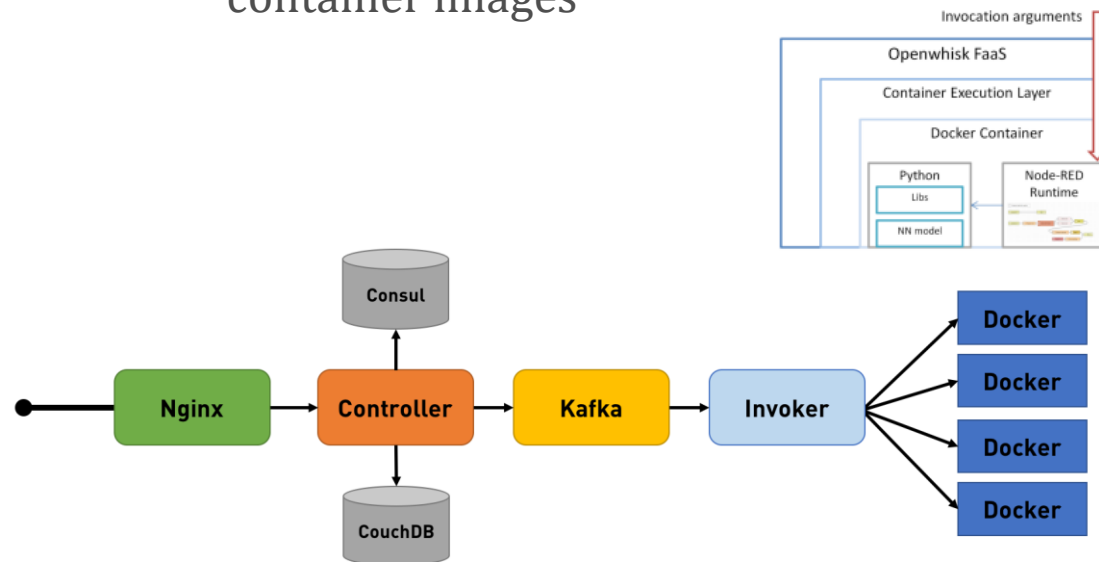 container images
Invocation arguments
Openwhisk FaaS
Container Execution Layer
Docker Container
Python
Libs
NN model
Node-RED
Runtime
Consul
Nginx
Controller
Kafka
Invoker
CouchDB
Docker
Docker
Docker
Docker